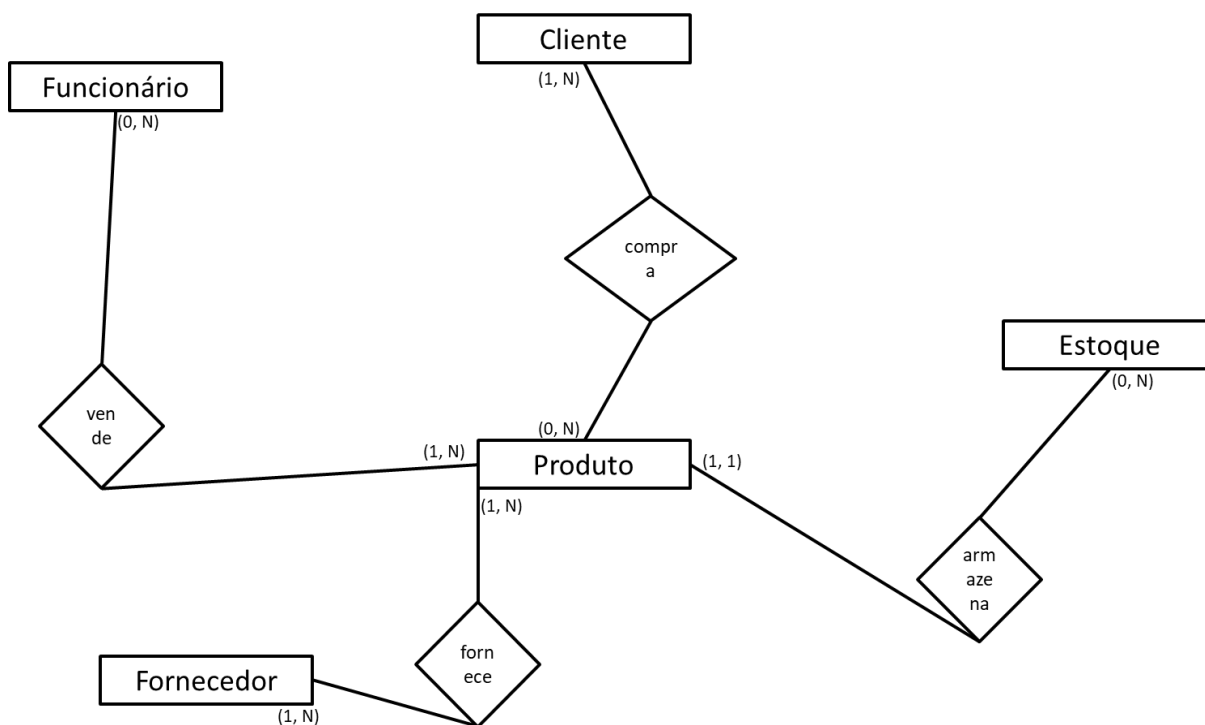 Cliente
(1, N)
Funcionário
(0, N)
compr
a
Estoque
(0, N)
ven
de
(0, N)
(1, N)
Produto
(1, 1)
(1, N)
arm
aze
na
forn
ece
Fornecedor
(1, N)